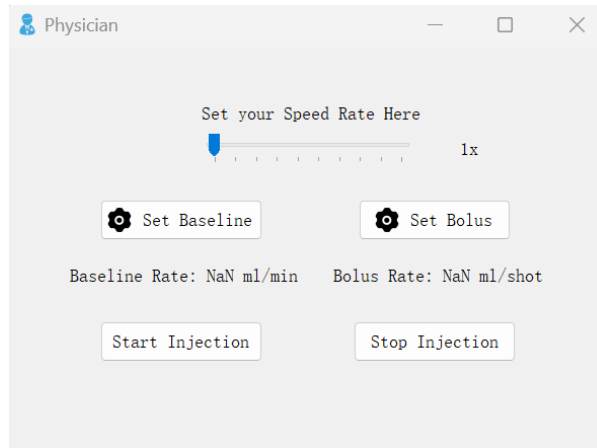 Physician
Set your Speed Rate Here
1x
Set Baseline
Set Bolus
Baseline Rate: NaN ml/min
Bolus Rate: NaN ml/shot
Start Injection
Stop Injection